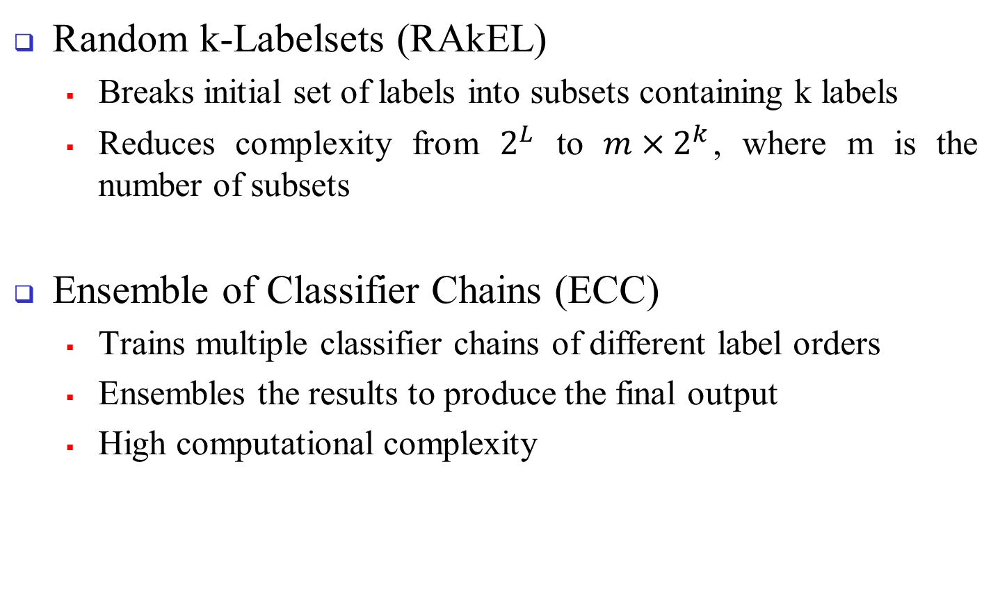 Random k-Labelsets (RAkEL)
Breaks initial set of labels into subsets containing k labels
Reduces complexity from 2^L to m × 2^k, where m is the
number of subsets
Ensemble of Classifier Chains (ECC)
Trains multiple classifier chains of different label orders
Ensembles the results to produce the final output
High computational complexity